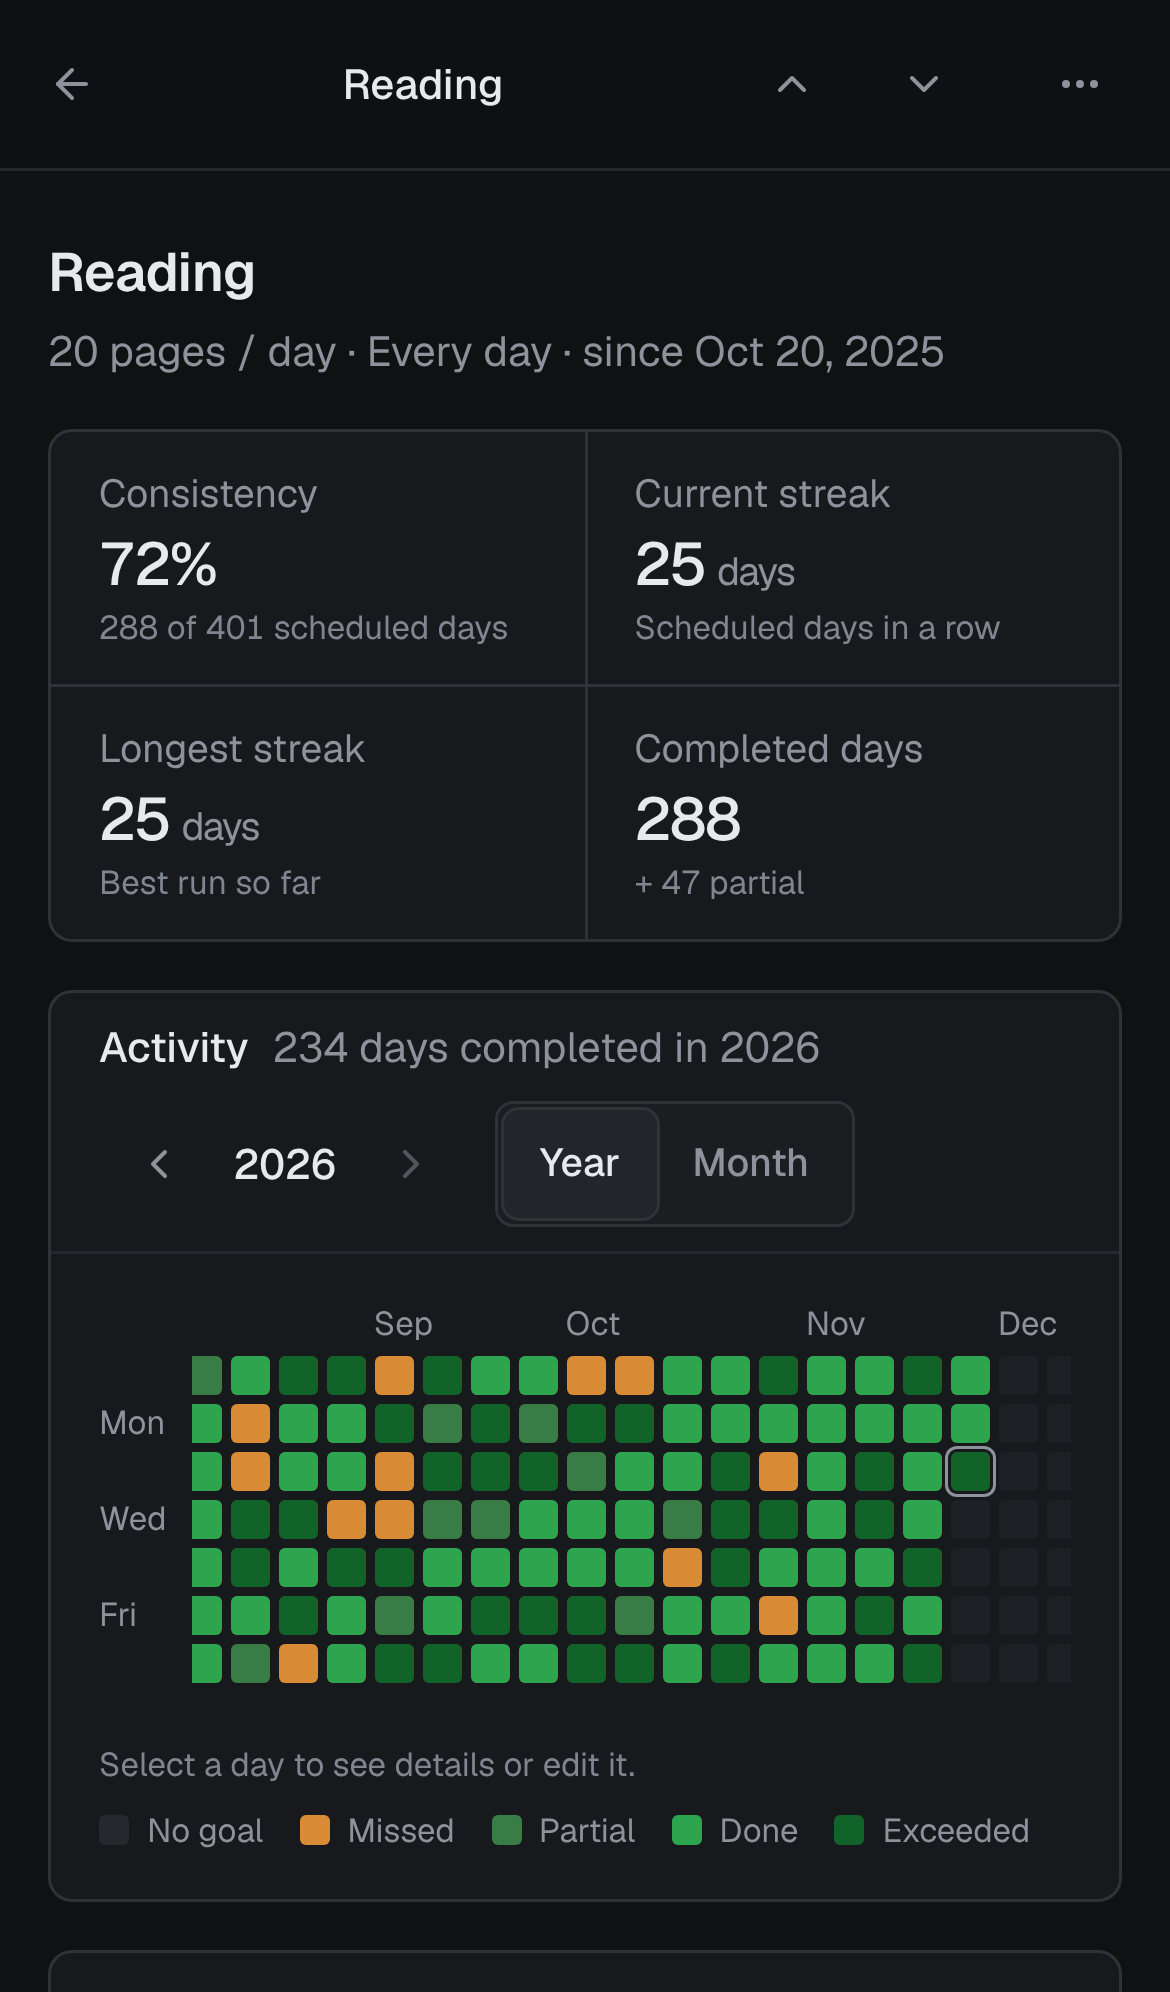 Reading
Reading
20 pages / day · Every day · since Oct 20, 2025
Consistency
72%
288 of 401 scheduled days
Current streak
25 days
Scheduled days in a row
Longest streak
25 days
Best run so far
Completed days
288
+ 47 partial
Activity 234 days completed in 2026
2026 Year Month
Sep Oct Nov Dec
Mon
Wed
Fri
Select a day to see details or edit it.
No goal Missed Partial Done Exceeded